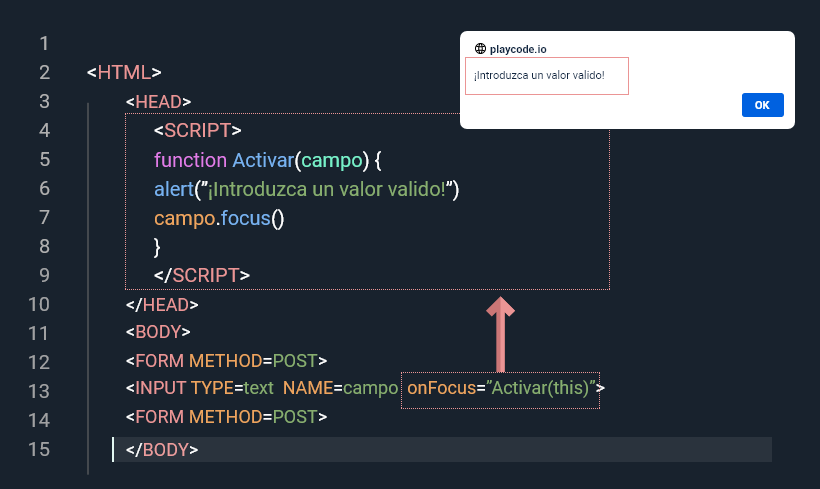 playcode.io
¡Introduzca un valor valido!
OK
1
2 <HTML>
3 <HEAD>
4 <SCRIPT>
5 function Activar(campo) {
6 alert("¡Introduzca un valor valido!")
7 campo.focus()
8 }
9 </SCRIPT>
10 </HEAD>
11 <BODY>
12 <FORM METHOD=POST>
13 <INPUT TYPE=text NAME=campo onFocus="Activar(this)">
14 <FORM METHOD=POST>
15 </BODY>